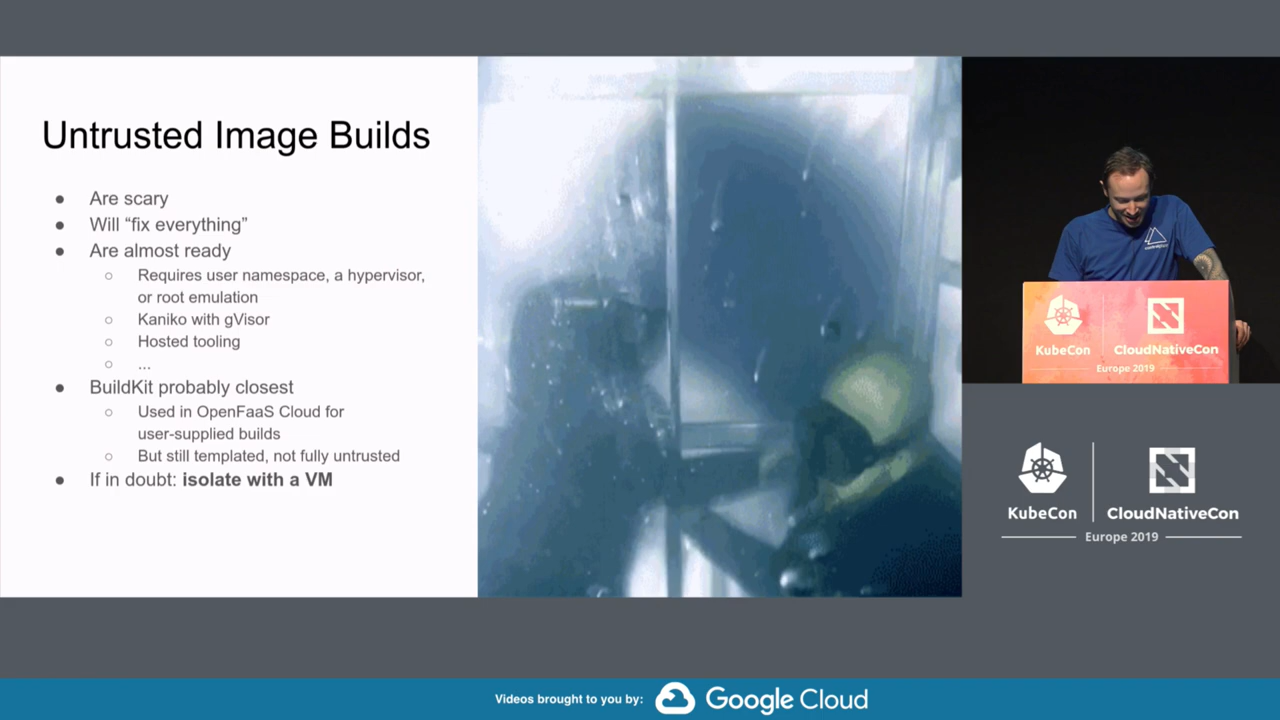 Untrusted Image Builds
● Are scary
● Will “fix everything”
● Are almost ready
○ Requires user namespace, a hypervisor,
or root emulation
○ Kaniko with gVisor
○ Hosted tooling
○ ...
● BuildKit probably closest
○ Used in OpenFaaS Cloud for
user-supplied builds
○ But still templated, not fully untrusted
● If in doubt: isolate with a VM
KubeCon
CloudNativeCon
Europe 2019
KubeCon
CloudNativeCon
Europe 2019
Videos brought to you by:
Google Cloud